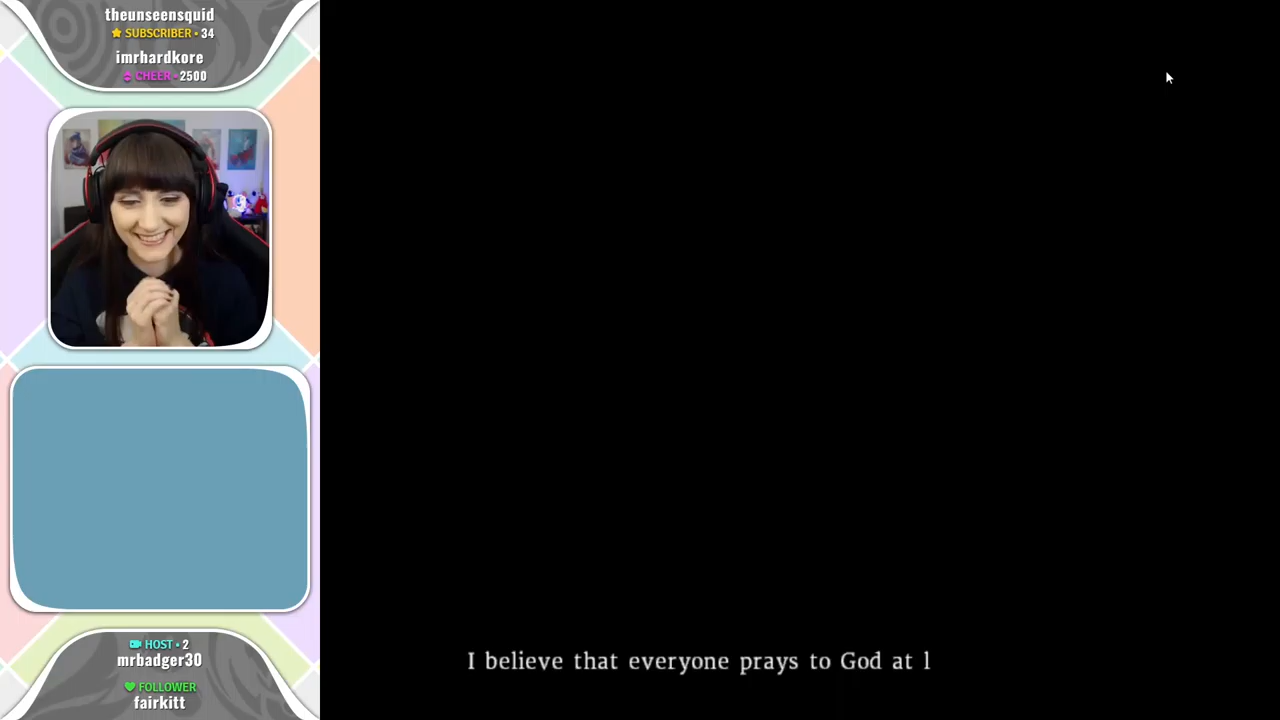 theunseensquid
SUBSCRIBER • 34
imrhardkore
CHEER • 2500
HOST • 2
mrbadger30
FOLLOWER
fairkitt
I believe that everyone prays to God at l